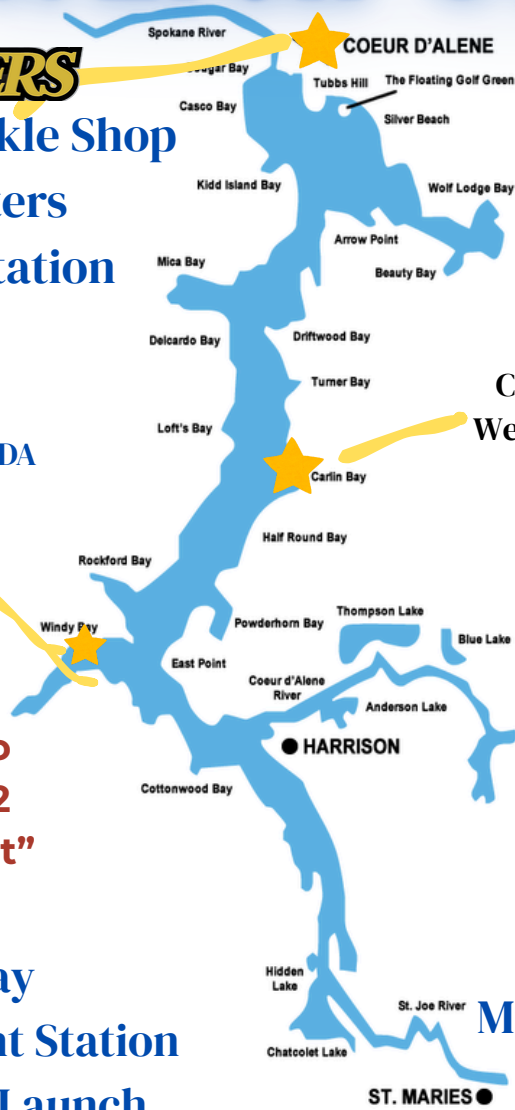 Spokane River
COEUR D'ALENE
ERS
Cougar Bay
Tubbs Hill
The Floating Golf Green
Casco Bay
Silver Beach
kle Shop
Kidd Island Bay
Wolf Lodge Bay
ters
Arrow Point
tation
Mica Bay
Beauty Bay
Delcardo Bay
Driftwood Bay
Turner Bay
C
Loft's Bay
We
DA
Carlin Bay
Half Round Bay
Rockford Bay
Thompson Lake
Windy Bay
Powderhorn Bay
Blue Lake
East Point
Coeur d'Alene
River
Anderson Lake
HARRISON
2
Cottonwood Bay
t”
ay
Hidden
Lake
St. Joe River
M
nt Station
Chatcolet Lake
Launch
ST. MARIES